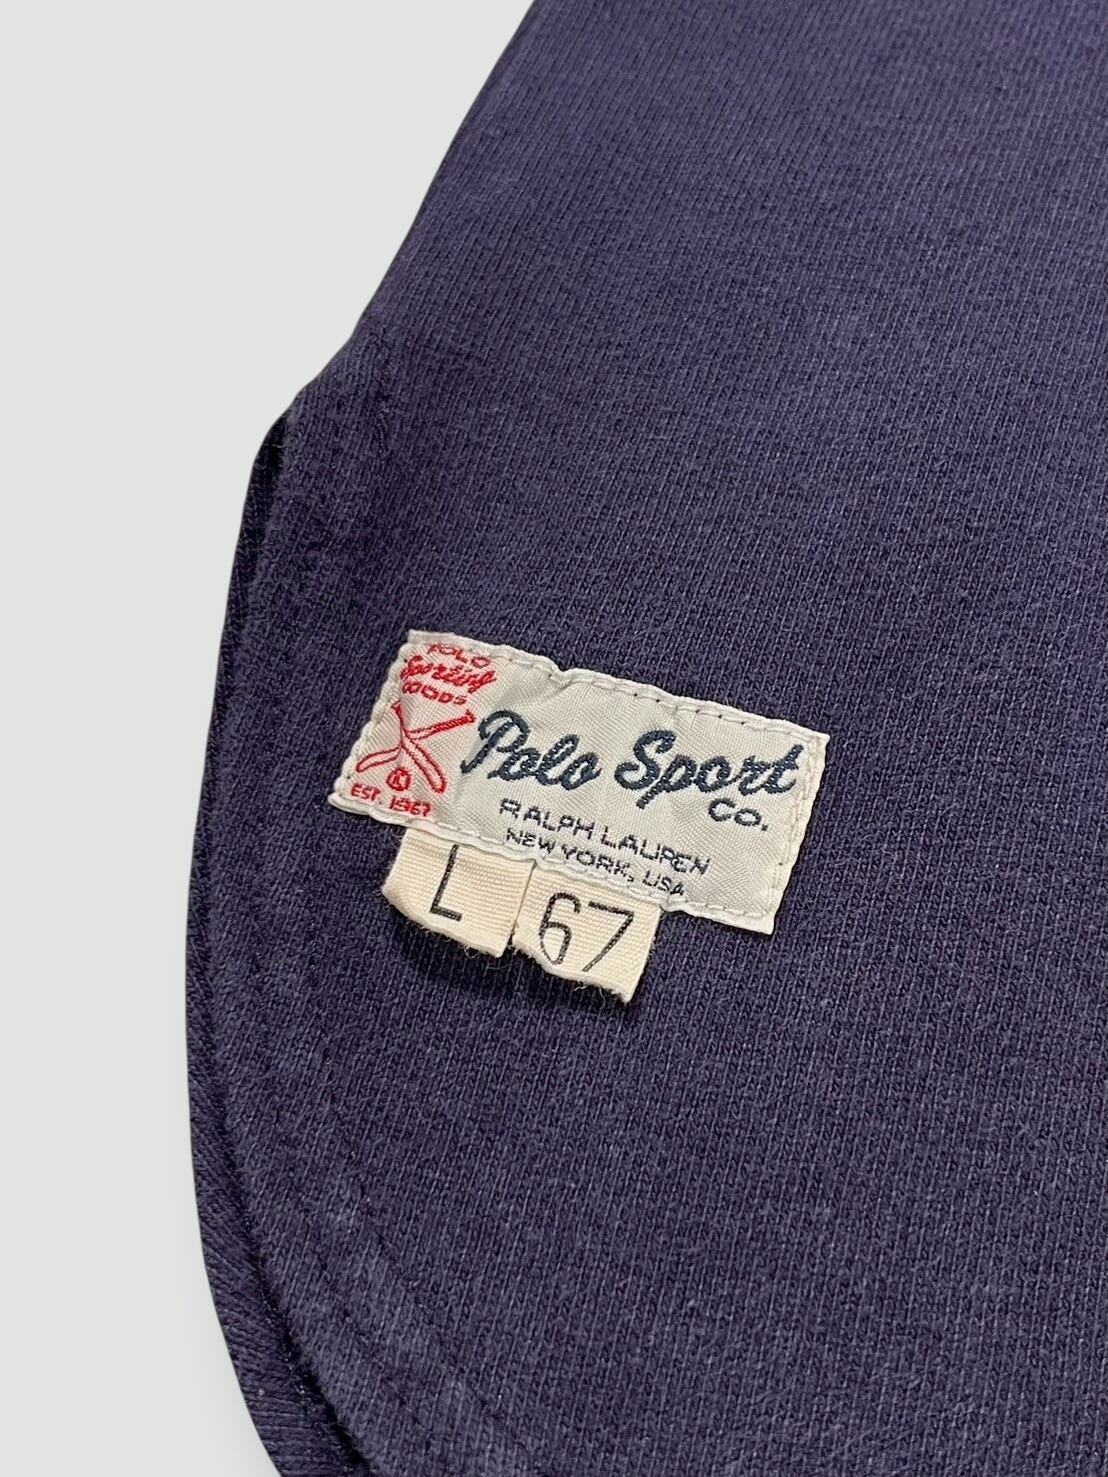 POLO
Sporting
GOODS
EST. 1967
Polo Sport
Co.
RALPH LAUREN
NEW YORK, USA
L
67